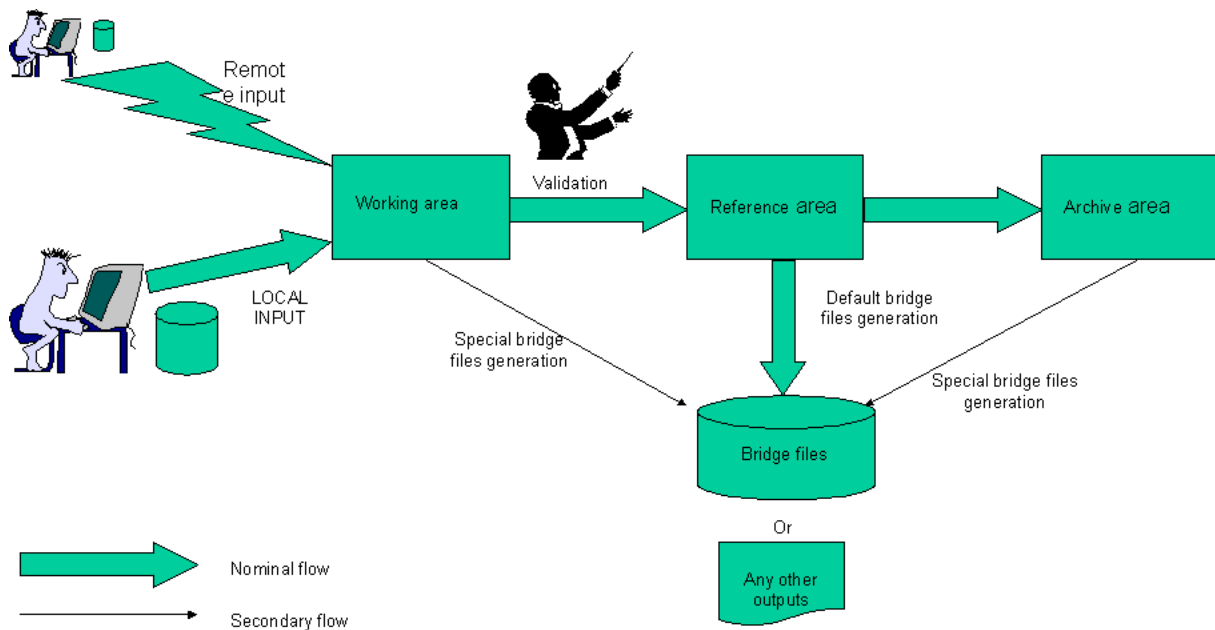 Remot
e input
Validation
Working area
Reference area
Archive area
LOCAL
INPUT
Default bridge
files generation
Special bridge
files generation
Special bridge files
generation
Bridge files
Or
Any other
outputs
Nominal flow
Secondary flow